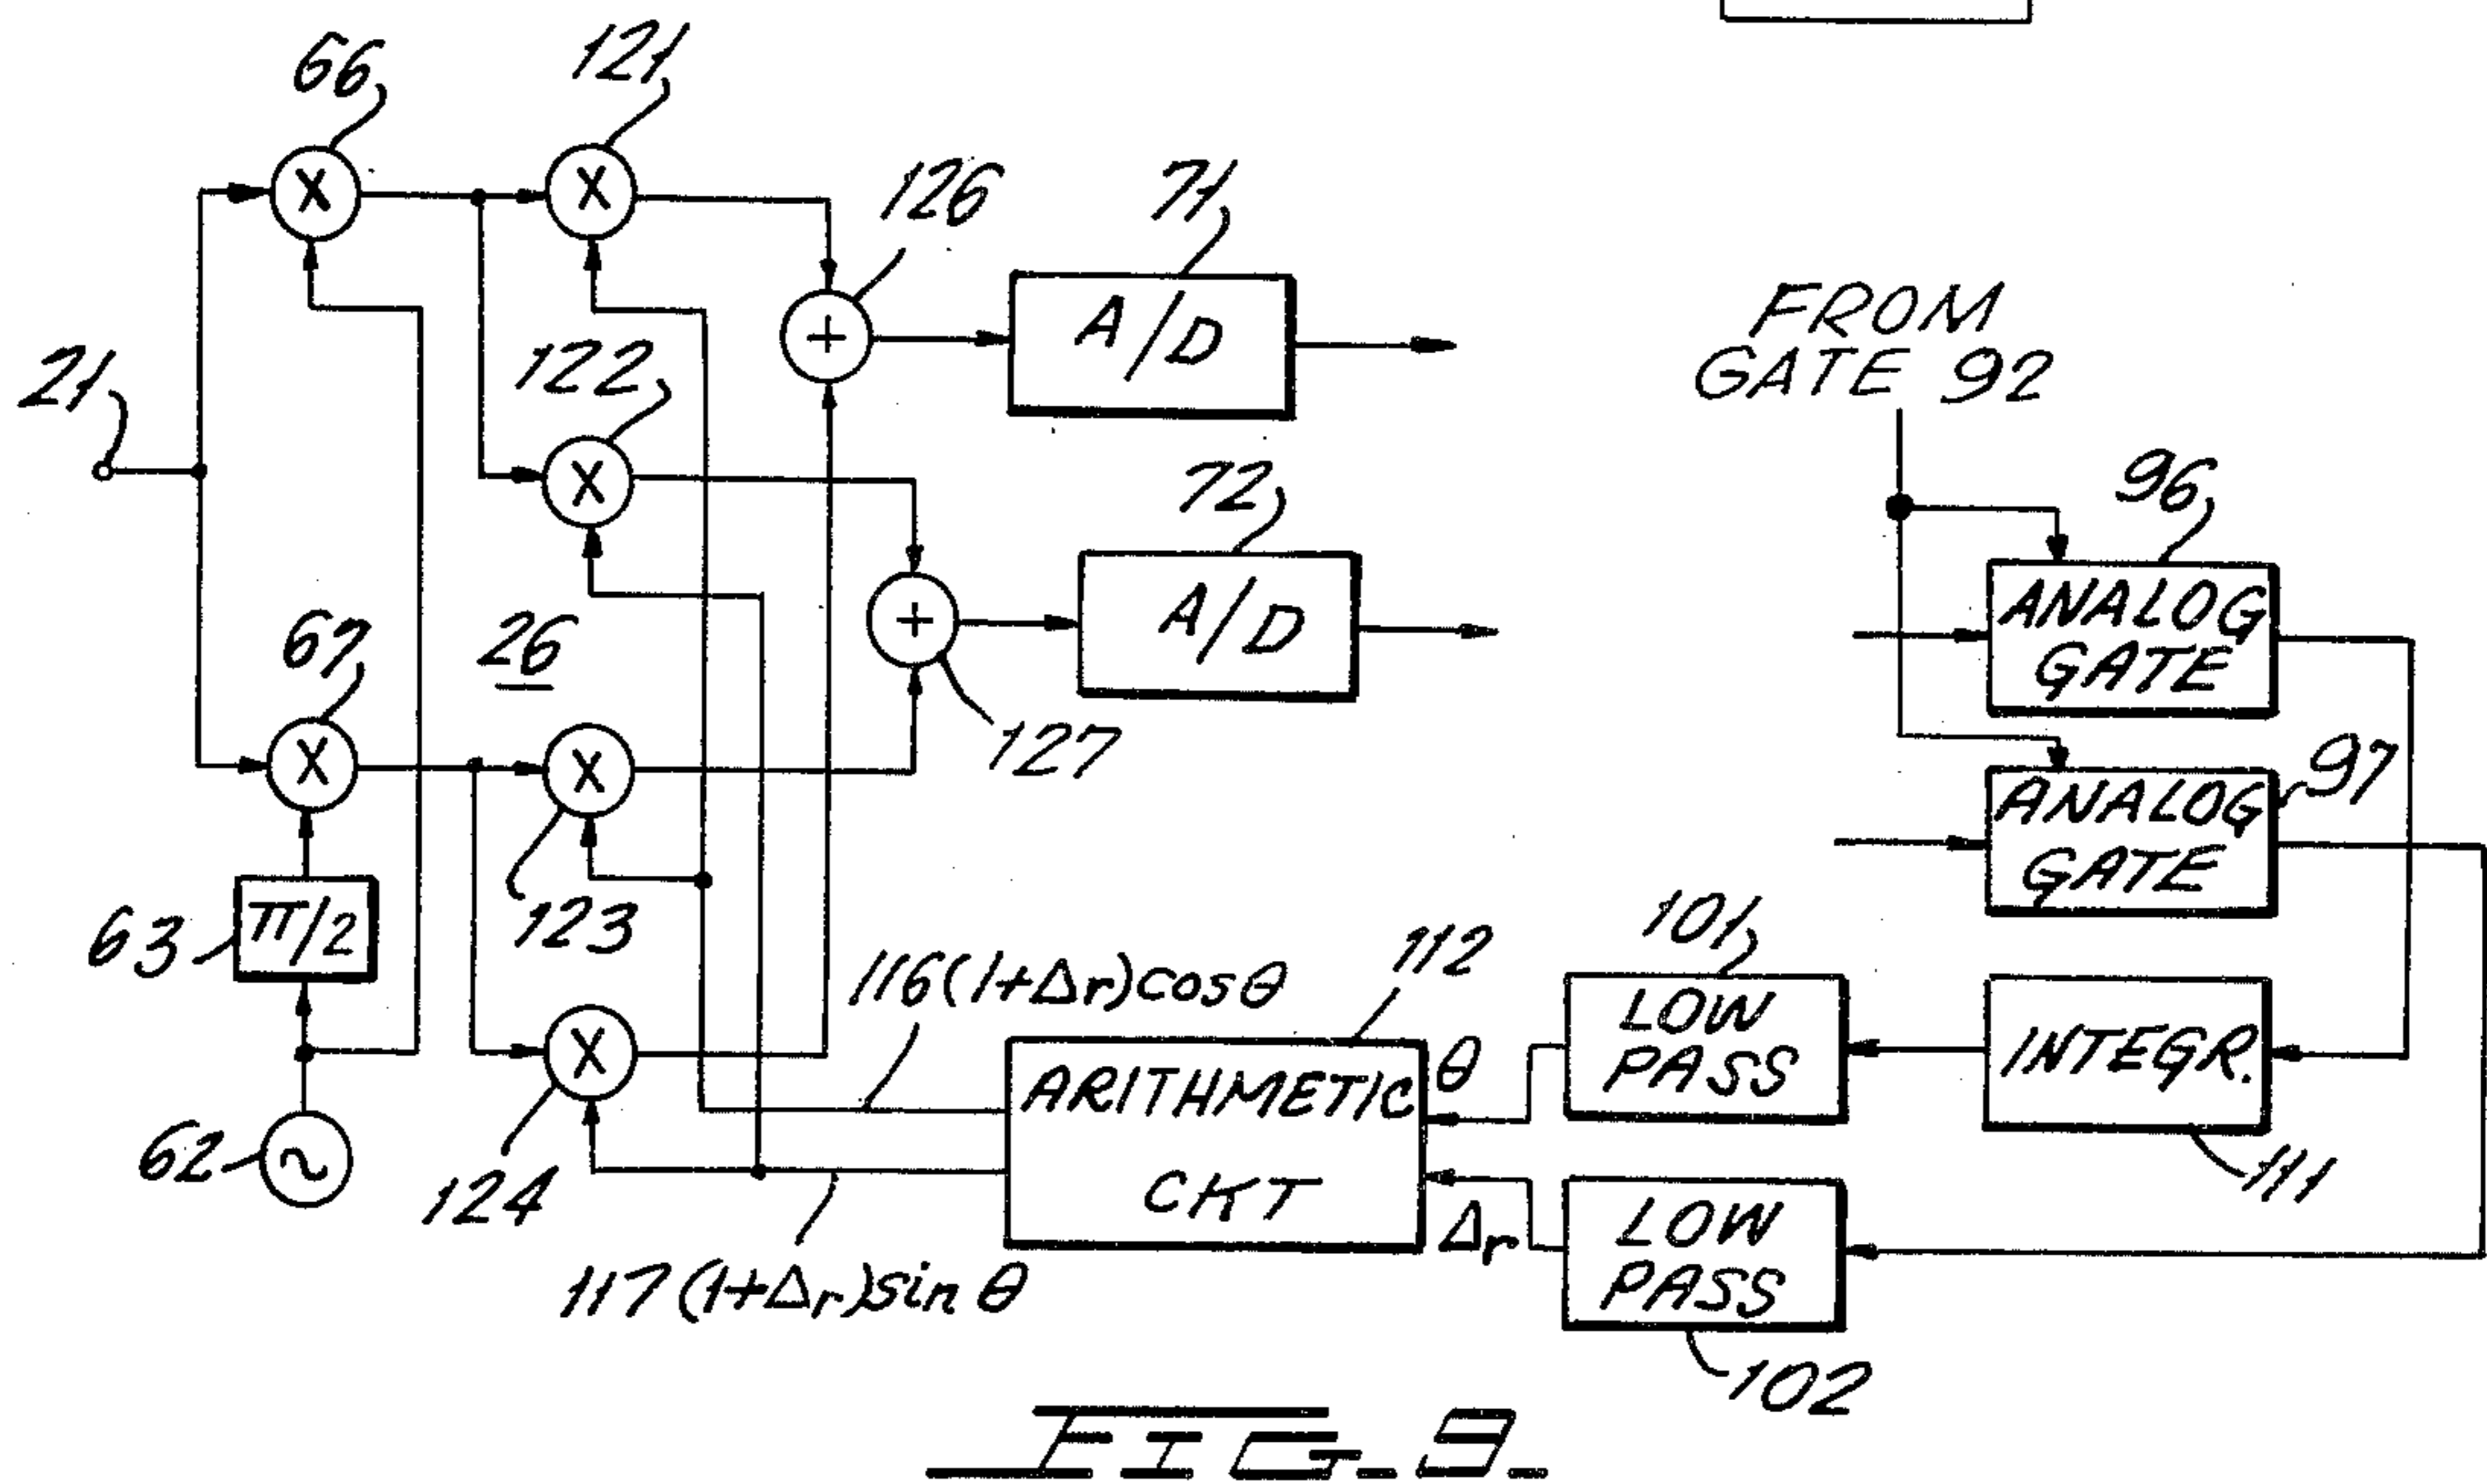 66
121
126
71
X
X
+
A/D
FROM
GATE 92
21
122
X
72
96
+
A/D
ANALOG
GATE
67
26
127
X
X
97
ANALOG
GATE
63
π/2
123
116(1+Δr)cosθ
112
101
X
ARITHMETIC
CKT
θ
LOW
PASS
INTEGR.
62
124
117(1+Δr)sin θ
Δr
LOW
PASS
111
102
FIG. 9.